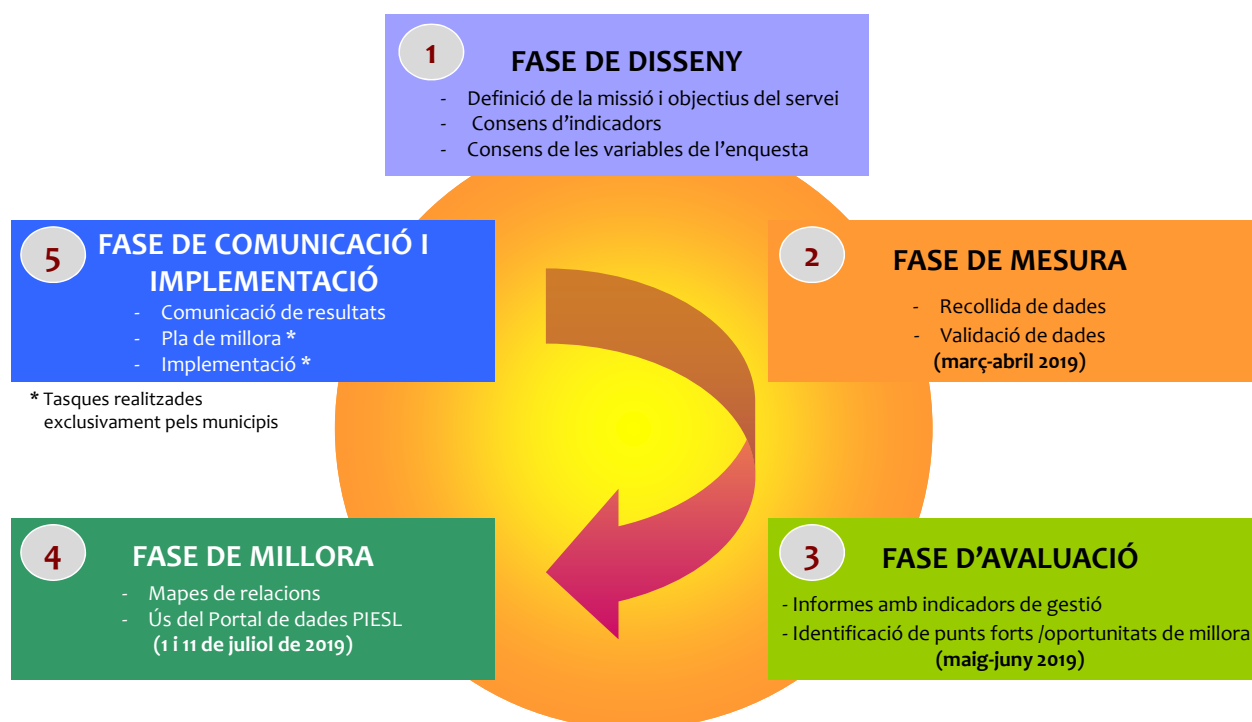 1
FASE DE DISSENY
- Definició de la missió i objectius del servei
- Consens d’indicadors
- Consens de les variables de l’enquesta
2
FASE DE MESURA
- Recollida de dades
- Validació de dades
(març-abril 2019)
3
FASE D’AVALUACIÓ
- Informes amb indicadors de gestió
- Identificació de punts forts /oportunitats de millora
(maig-juny 2019)
4
FASE DE MILLORA
- Mapes de relacions
- Ús del Portal de dades PIESL
(1 i 11 de juliol de 2019)
5
FASE DE COMUNICACIÓ I
IMPLEMENTACIÓ
- Comunicació de resultats
- Pla de millora *
- Implementació *
* Tasques realitzades
exclusivament pels municipis